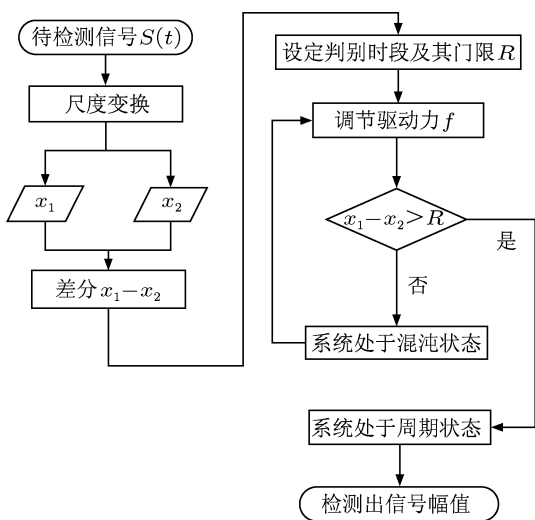 待检测信号S(t)
尺度变换
x₁
x₂
差分x₁−x₂
设定判别时段及其门限R
调节驱动力f
x₁−x₂>R
是
否
系统处于混沌状态
系统处于周期状态
检测出信号幅值